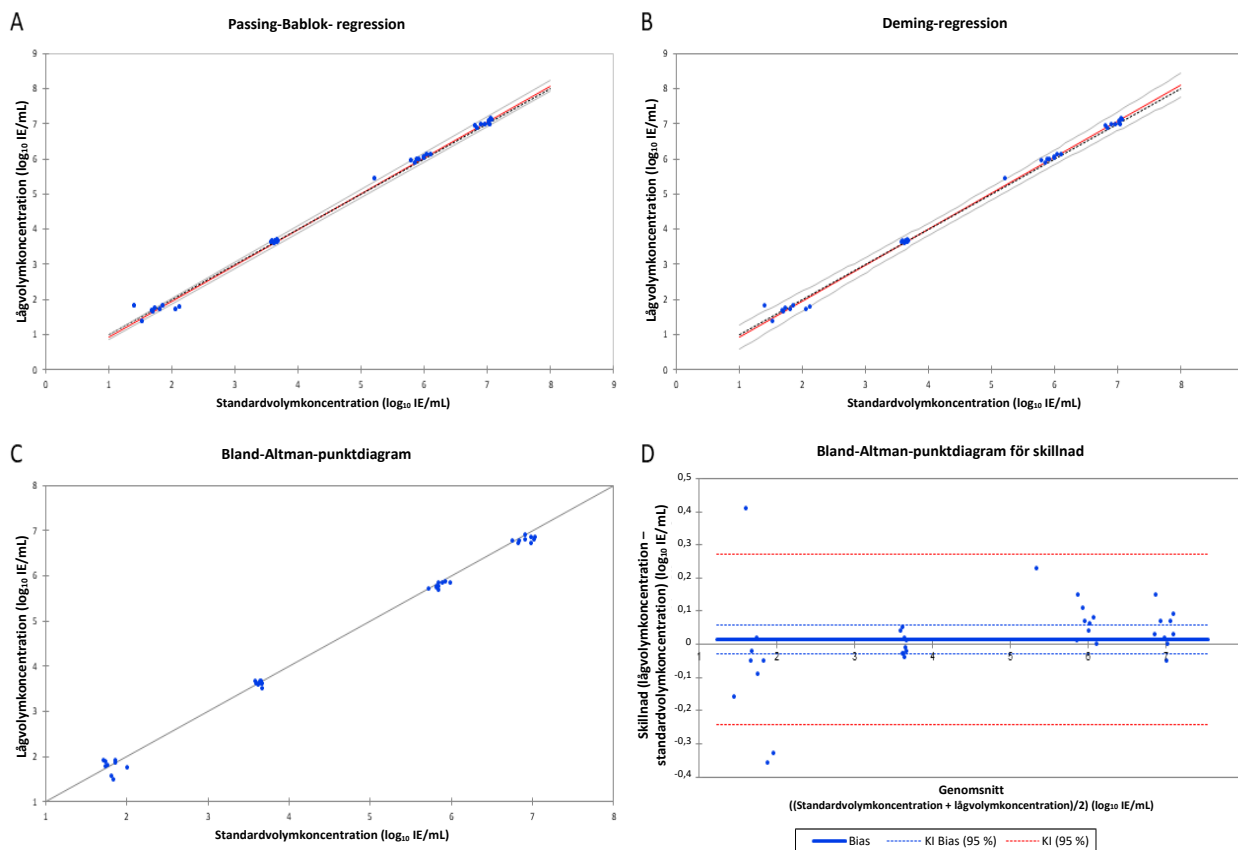 A
Passing-Bablok- regression
9
8
7
6
5
4
3
2
1
0
0 1 2 3 4 5 6 7 8 9
Lågvolymkoncentration (log₁₀ IE/mL)
Standardvolymkoncentration (log₁₀ IE/mL)
B
Deming-regression
9
8
7
6
5
4
3
2
1
0
0 1 2 3 4 5 6 7 8 9
Lågvolymkoncentration (log₁₀ IE/mL)
Standardvolymkoncentration (log₁₀ IE/mL)
C
Bland-Altman-punktdiagram
8
7
6
5
4
3
2
1
1 2 3 4 5 6 7 8
Lågvolymkoncentration (log₁₀ IE/mL)
Standardvolymkoncentration (log₁₀ IE/mL)
D
Bland-Altman-punktdiagram för skillnad
0,5
0,4
0,3
0,2
0,1
0
-0,1
-0,2
-0,3
-0,4
1 2 3 4 5 6 7
Skillnad (lågvolymkoncentration –
standardvolymkoncentration) (log₁₀ IE/mL)
Genomsnitt
((Standardvolymkoncentration + lågvolymkoncentration)/2) (log₁₀ IE/mL)
Bias KI Bias (95 %) KI (95 %)